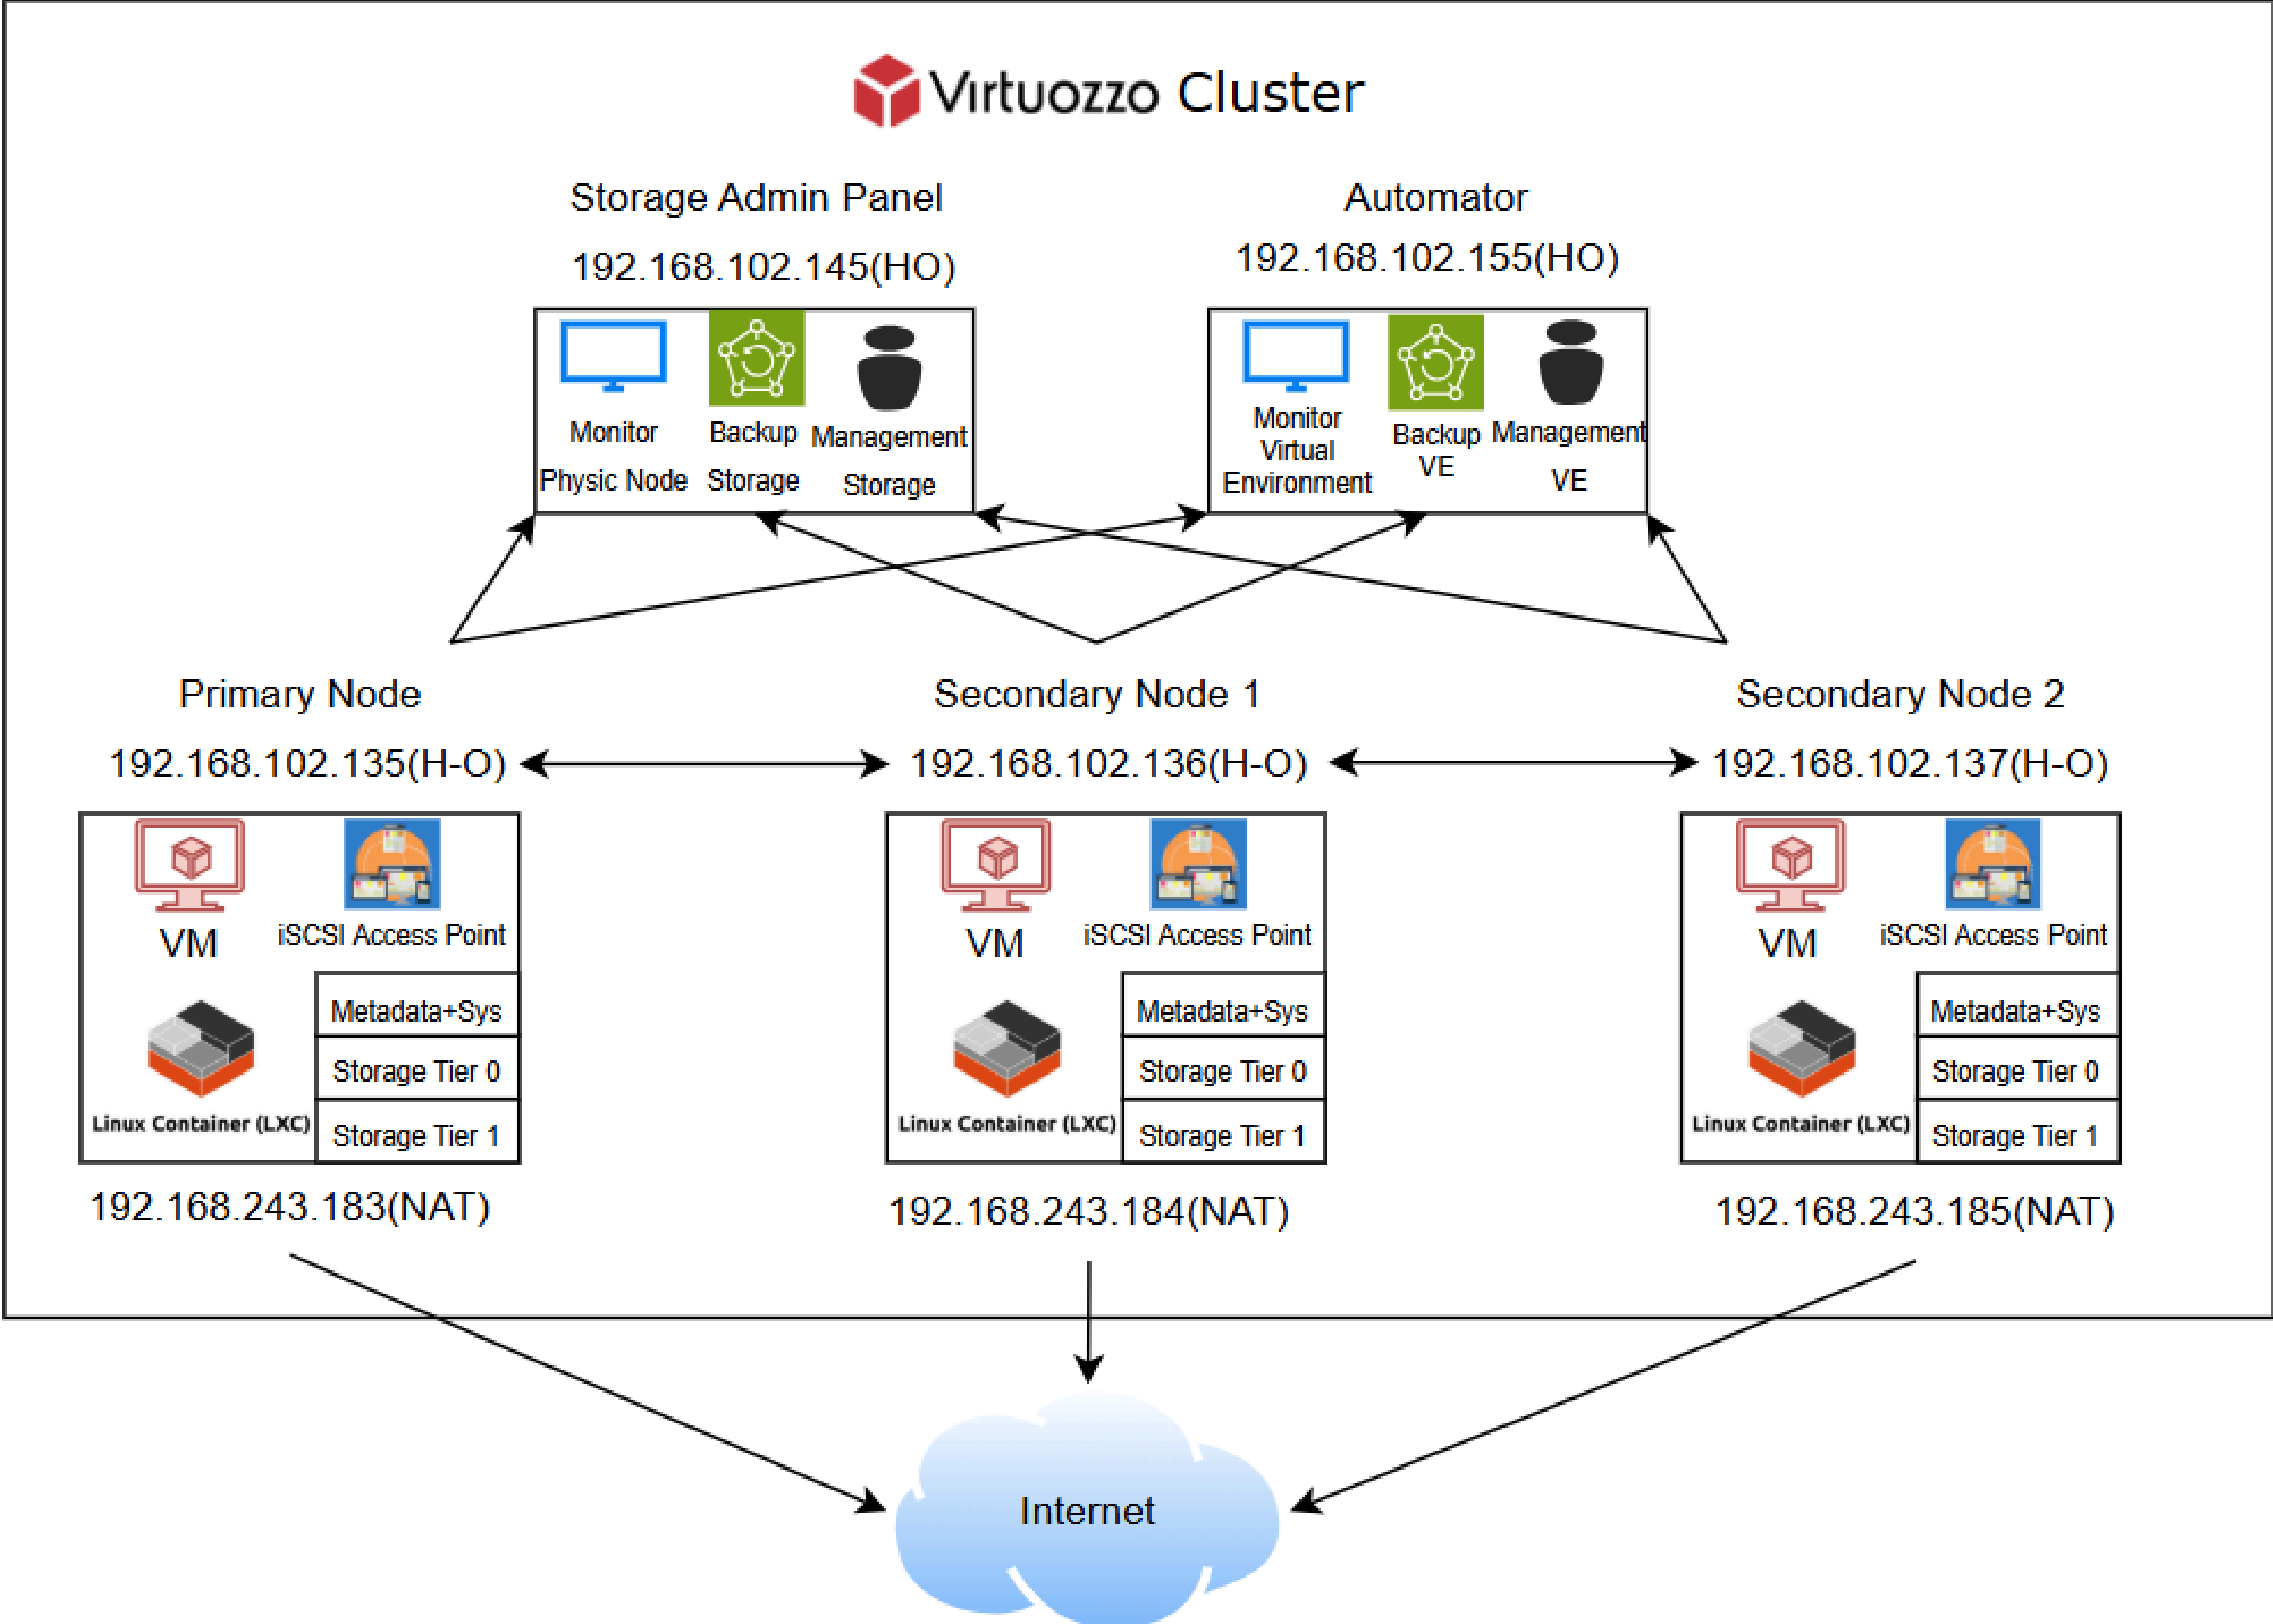 Virtuozzo Cluster
Storage Admin Panel
Automator
192.168.102.145(HO)
192.168.102.155(HO)
Monitor
Physic Node
Backup
Storage
Management
Storage
Monitor
Virtual
Environment
Backup
VE
Management
VE
Primary Node
Secondary Node 1
Secondary Node 2
192.168.102.135(H-O)
192.168.102.136(H-O)
192.168.102.137(H-O)
VM
iSCSI Access Point
Metadata+Sys
Storage Tier 0
Linux Container (LXC)
Storage Tier 1
VM
iSCSI Access Point
Metadata+Sys
Storage Tier 0
Linux Container (LXC)
Storage Tier 1
VM
iSCSI Access Point
Metadata+Sys
Storage Tier 0
Linux Container (LXC)
Storage Tier 1
192.168.243.183(NAT)
192.168.243.184(NAT)
192.168.243.185(NAT)
Internet